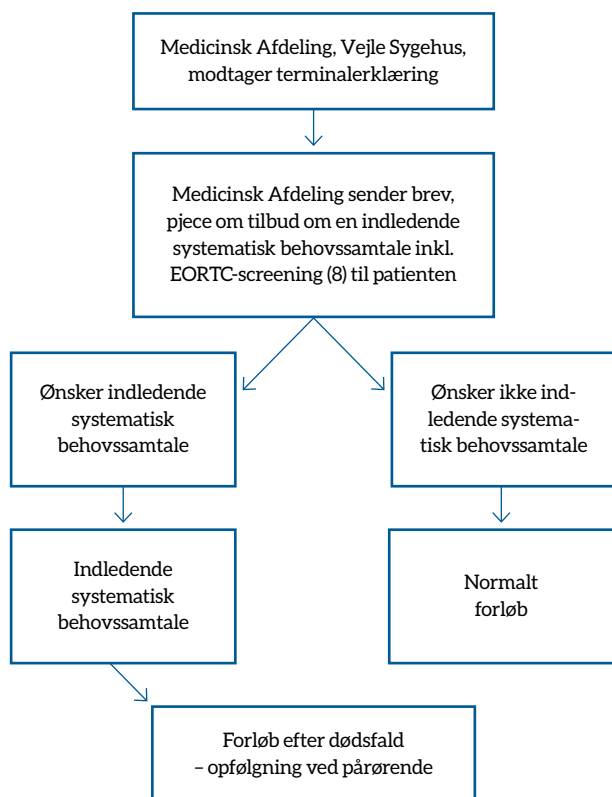 Medicinsk Afdeling, Vejle Sygehus,
modtager terminalerklæring
Medicinsk Afdeling sender brev,
pjece om tilbud om en indledende
systematisk behovssamtale inkl.
EORTC-screening (8) til patienten
Ønsker indledende
systematisk
behovssamtale
Ønsker ikke ind-
ledende systema-
tisk behovssamtale
Indledende
systematisk
behovssamtale
Normalt
forløb
Forløb efter dødsfald
– opfølgning ved pårørende